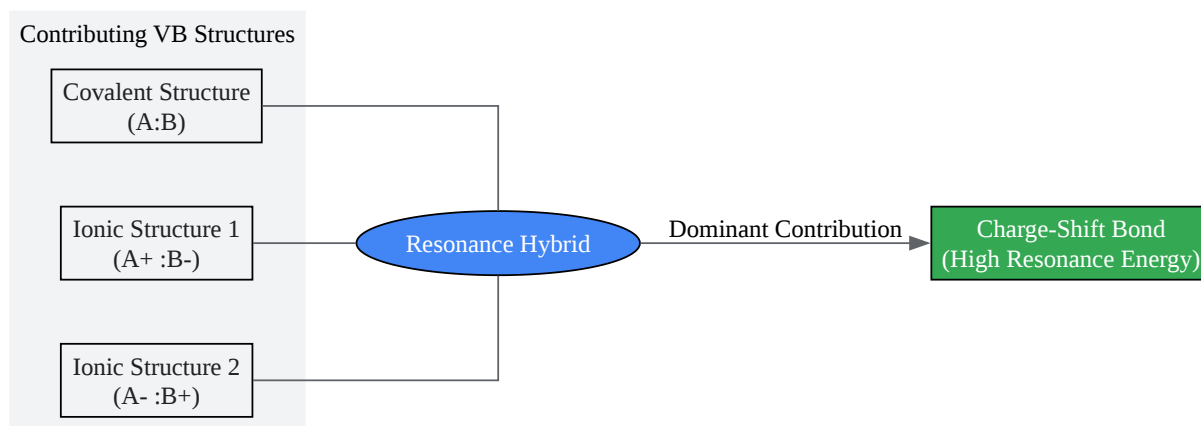 Contributing VB Structures
Covalent Structure
(A:B)
Ionic Structure 1
(A+ :B-)
Resonance Hybrid
Dominant Contribution
Charge-Shift Bond
(High Resonance Energy)
Ionic Structure 2
(A- :B+)